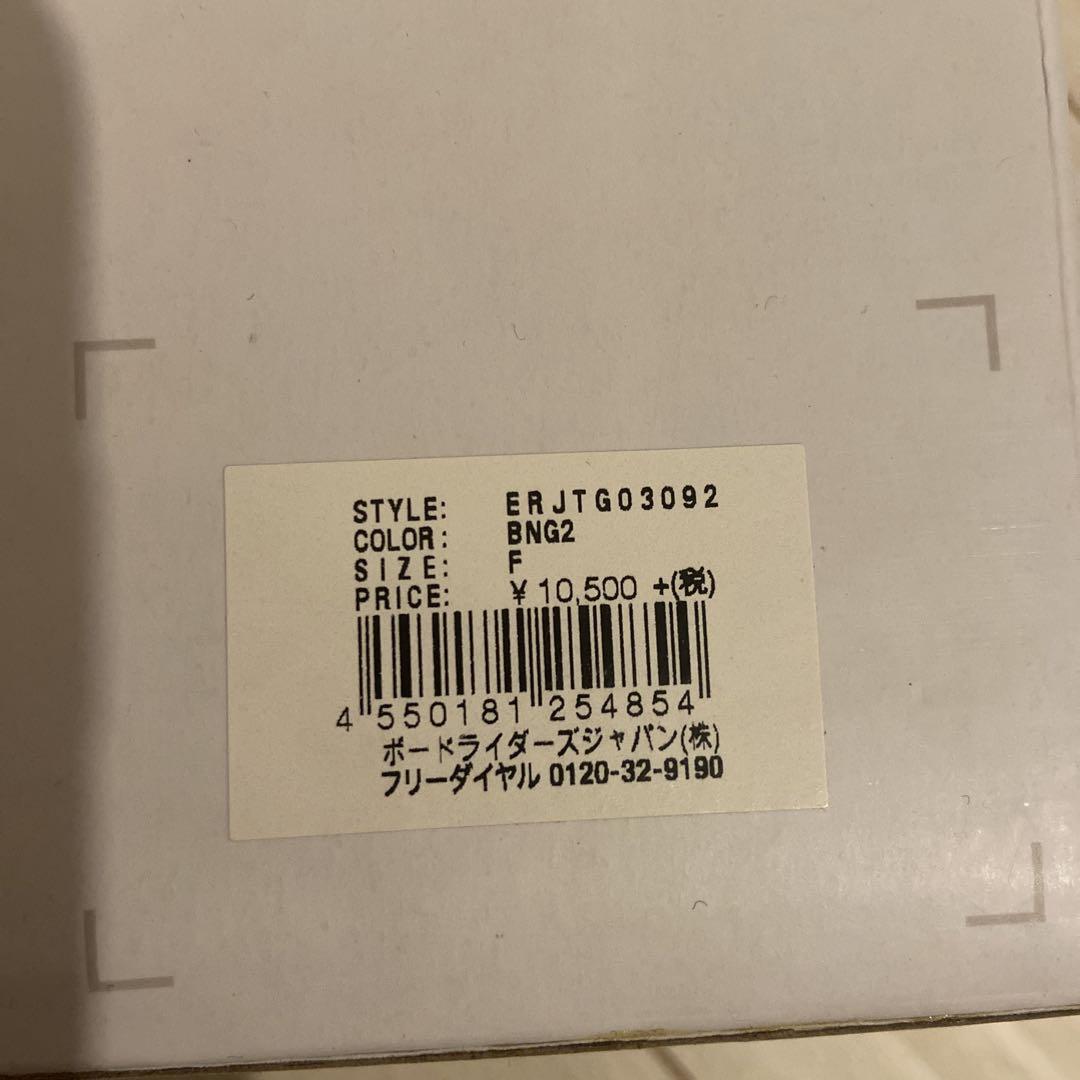 STYLE: ERJTG03092
COLOR: BNG2
SIZE: F
PRICE: ¥ 10,500 +(税)
4 550181 254854
ボードライダーズジャパン(株)
フリーダイヤル 0120-32-9190